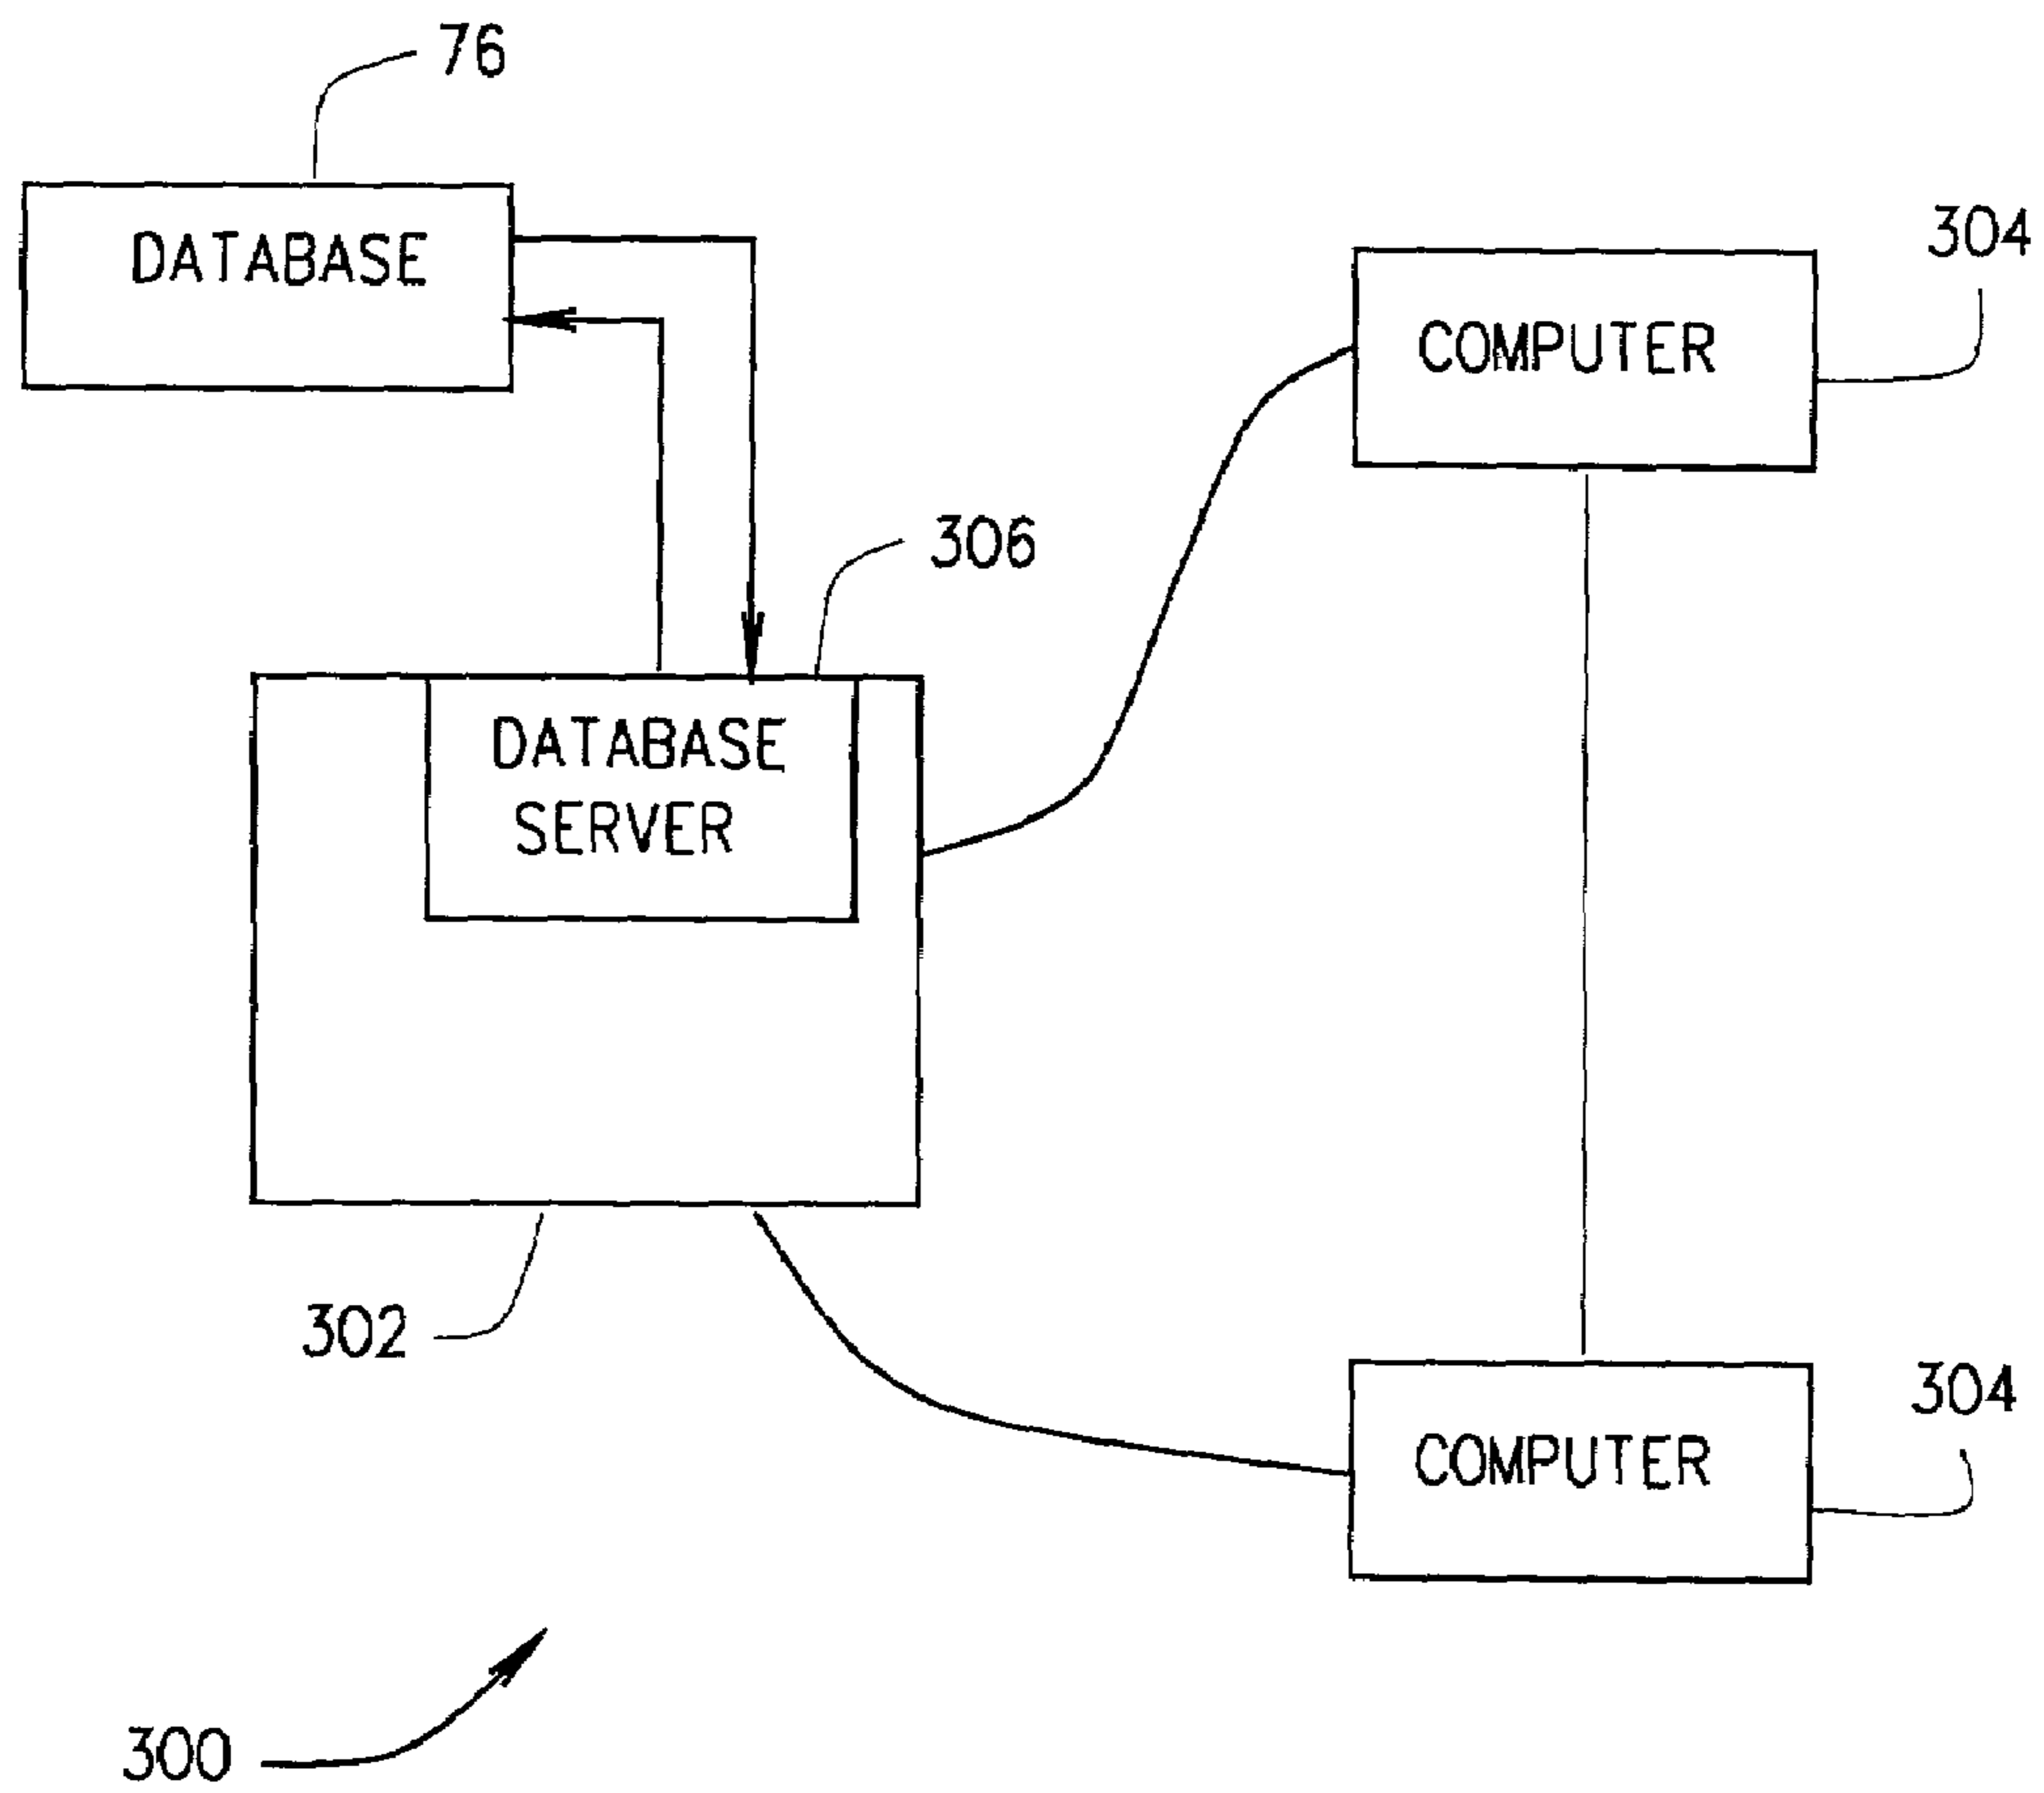 76
DATABASE
304
COMPUTER
306
DATABASE
SERVER
302
304
COMPUTER
300